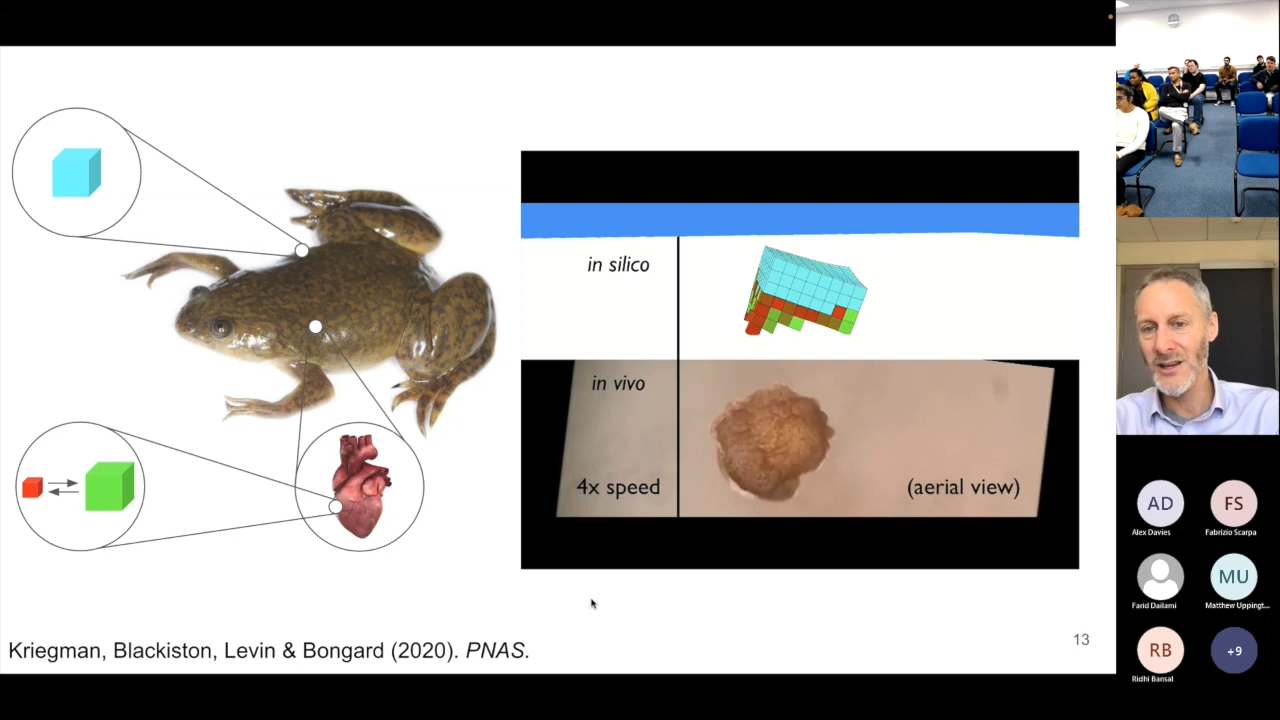 in silico
in vivo
4x speed
(aerial view)
13
Kriegman, Blackiston, Levin & Bongard (2020). PNAS.
AD
FS
Alex Davies
Fabrizio Scarpa
MU
Farid Dailami
Matthew Uppingt...
RB
+9
Ridhi Bansal